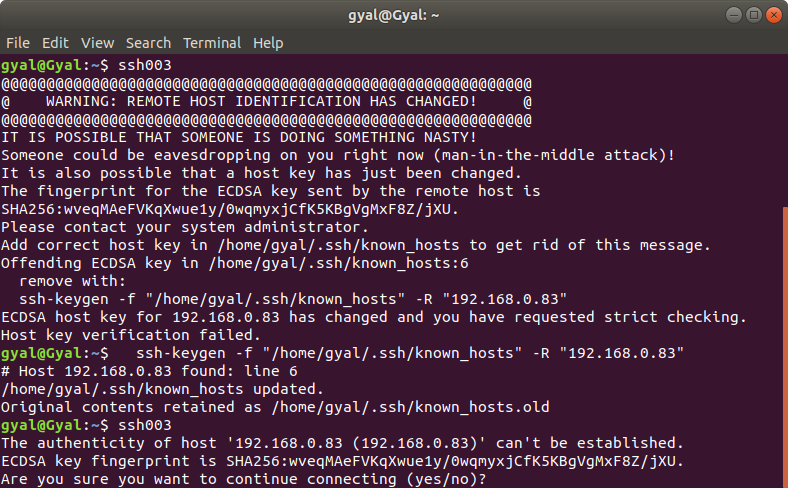 gyal@Gyal: ~
File Edit View Search Terminal Help
gyal@Gyal:~$ ssh003
@@@@@@@@@@@@@@@@@@@@@@@@@@@@@@@@@@@@@@@@@@@@@@@@@@@@@@@@@@@
@    WARNING: REMOTE HOST IDENTIFICATION HAS CHANGED!     @
@@@@@@@@@@@@@@@@@@@@@@@@@@@@@@@@@@@@@@@@@@@@@@@@@@@@@@@@@@@
IT IS POSSIBLE THAT SOMEONE IS DOING SOMETHING NASTY!
Someone could be eavesdropping on you right now (man-in-the-middle attack)!
It is also possible that a host key has just been changed.
The fingerprint for the ECDSA key sent by the remote host is
SHA256:wveqMAeFVKqXwue1y/0wqmyxjCfK5KBgVgMxF8Z/jXU.
Please contact your system administrator.
Add correct host key in /home/gyal/.ssh/known_hosts to get rid of this message.
Offending ECDSA key in /home/gyal/.ssh/known_hosts:6
  remove with:
  ssh-keygen -f "/home/gyal/.ssh/known_hosts" -R "192.168.0.83"
ECDSA host key for 192.168.0.83 has changed and you have requested strict checking.
Host key verification failed.
gyal@Gyal:~$   ssh-keygen -f "/home/gyal/.ssh/known_hosts" -R "192.168.0.83"
# Host 192.168.0.83 found: line 6
/home/gyal/.ssh/known_hosts updated.
Original contents retained as /home/gyal/.ssh/known_hosts.old
gyal@Gyal:~$ ssh003
The authenticity of host '192.168.0.83 (192.168.0.83)' can't be established.
ECDSA key fingerprint is SHA256:wveqMAeFVKqXwue1y/0wqmyxjCfK5KBgVgMxF8Z/jXU.
Are you sure you want to continue connecting (yes/no)?